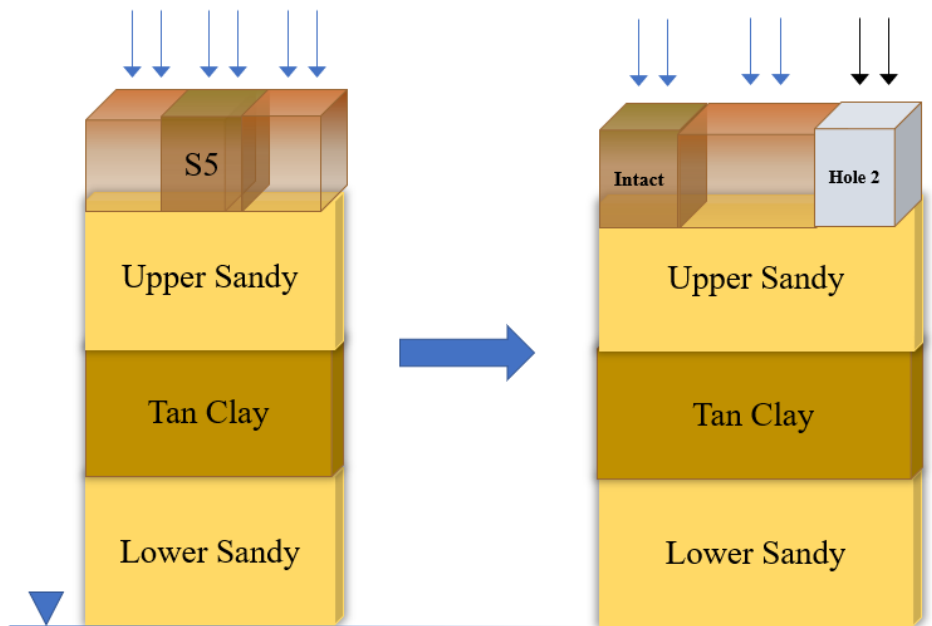 S5
Upper Sandy
Tan Clay
Lower Sandy
Intact
Hole 2
Upper Sandy
Tan Clay
Lower Sandy